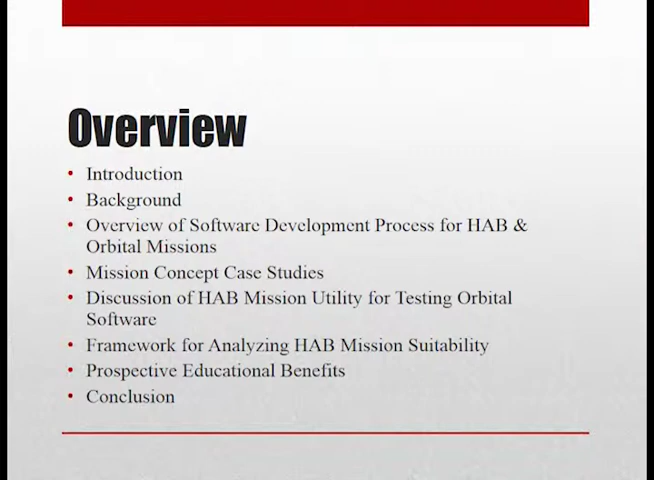 Overview
• Introduction
• Background
• Overview of Software Development Process for HAB &
Orbital Missions
• Mission Concept Case Studies
• Discussion of HAB Mission Utility for Testing Orbital
Software
• Framework for Analyzing HAB Mission Suitability
• Prospective Educational Benefits
• Conclusion